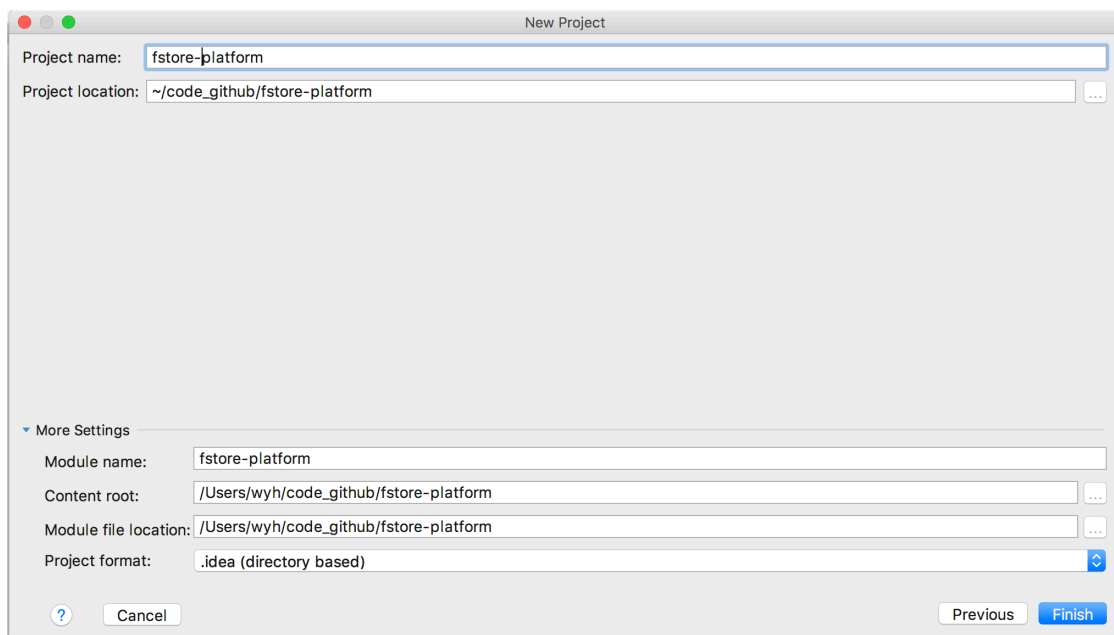 New Project
Project name: fstore-platform
Project location: ~/code_github/fstore-platform ...
More Settings
Module name: fstore-platform
Content root: /Users/wyh/code_github/fstore-platform ...
Module file location: /Users/wyh/code_github/fstore-platform ...
Project format: .idea (directory based)
? Cancel Previous Finish